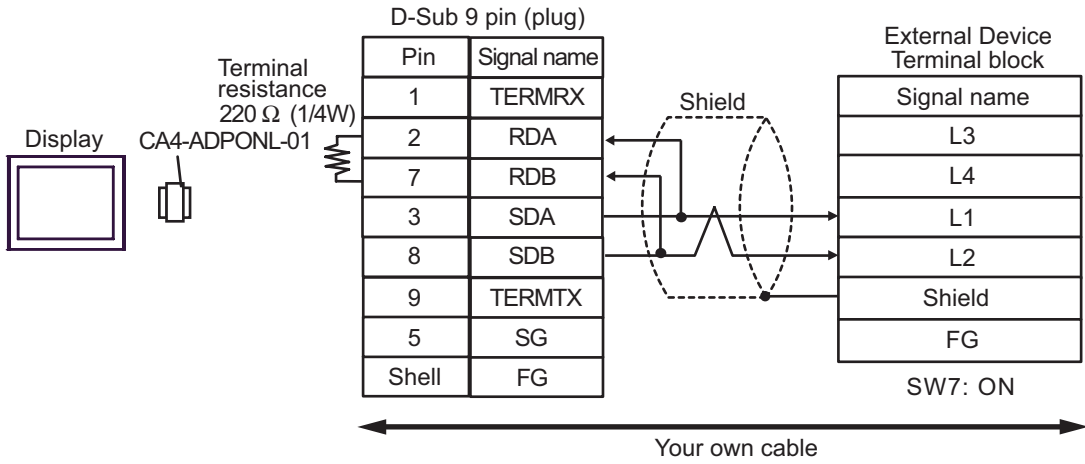 D-Sub 9 pin (plug)
Pin Signal name
1 TERMRX
2 RDA
7 RDB
3 SDA
8 SDB
9 TERMTX
5 SG
Shell FG
Terminal
resistance
220 Ω (1/4W)
Display
CA4-ADPONL-01
Shield
External Device
Terminal block
Signal name
L3
L4
L1
L2
Shield
FG
SW7: ON
Your own cable